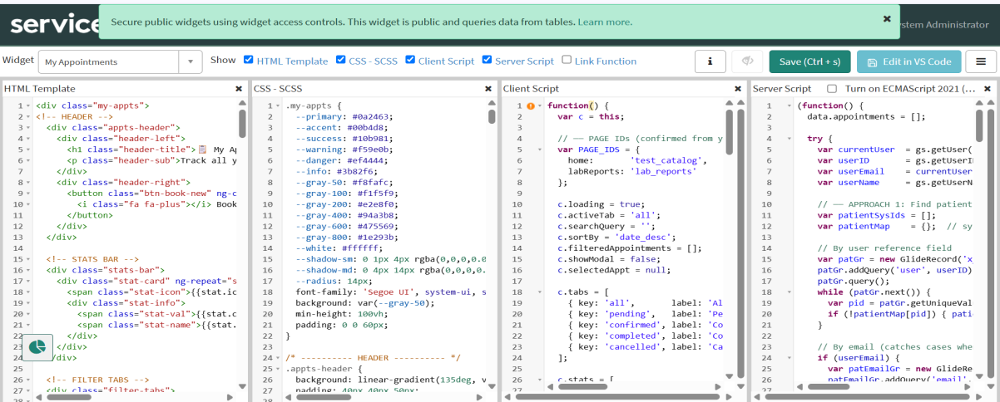 service
Secure public widgets using widget access controls. This widget is public and queries data from tables. Learn more.
stem Administrator
Widget My Appointments Show HTML Template CSS - SCSS Client Script Server Script Link Function i Save (Ctrl + s) Edit in VS Code
HTML Template
1 <div class="my-appts">
2 <!-- HEADER -->
3 <div class="appts-header">
4 <div class="header-left">
5 <h1 class="header-title">📋 My Ap
6 <p class="header-sub">Track all y
7 </div>
8 <div class="header-right">
9 <button class="btn-book-new" ng-c
10 <i class="fa fa-plus"></i> Book
11 </button>
12 </div>
13 </div>
14
15 <!-- STATS BAR -->
16 <div class="stats-bar">
17 <div class="stat-card" ng-repeat="s
18 <span class="stat-icon">{{stat.ic
19 <div class="stat-info">
20 <span class="stat-val">{{stat.c
21 <span class="stat-name">{{stat.
22 </div>
23 </div>
24 </div>
25
26 <!-- FILTER TABS -->
27 <div class="filter-tabs">
28
CSS - SCSS
1 .my-appts {
2 --primary: #0a2463;
3 --accent: #00b4d8;
4 --success: #10b981;
5 --warning: #f59e0b;
6 --danger: #ef4444;
7 --info: #3b82f6;
8 --gray-50: #f8fafc;
9 --gray-100: #f1f5f9;
10 --gray-200: #e2e8f0;
11 --gray-400: #94a3b8;
12 --gray-600: #475569;
13 --gray-800: #1e293b;
14 --white: #ffffff;
15 --shadow-sm: 0 1px 4px rgba(0,0,0,0.0
16 --shadow-md: 0 4px 14px rgba(0,0,0,0.
17 --radius: 14px;
18 font-family: 'Segoe UI', system-ui, s
19 background: var(--gray-50);
20 min-height: 100vh;
21 padding: 0 0 60px;
22 }
23
24 /* ---------- HEADER ---------- */
25 .appts-header {
26 background: linear-gradient(135deg, v
27 padding: 40px 40px 50px;
Client Script
1 function() {
2 var c = this;
3
4 // —— PAGE IDs (confirmed from y
5 var PAGE_IDS = {
6 home: 'test_catalog',
7 labReports: 'lab_reports'
8 };
9
10 c.loading = true;
11 c.activeTab = 'all';
12 c.searchQuery = '';
13 c.sortBy = 'date_desc';
14 c.filteredAppointments = [];
15 c.showModal = false;
16 c.selectedAppt = null;
17
18 c.tabs = [
19 { key: 'all', label: 'Al
20 { key: 'pending', label: 'Pe
21 { key: 'confirmed', label: 'Co
22 { key: 'completed', label: 'Co
23 { key: 'cancelled', label: 'Ca
24 ];
25
26 c.stats = [
27
Server Script Turn on ECMAScript 2021 (...
1 (function() {
2 data.appointments = [];
3
4 try {
5 var currentUser = gs.getUser(
6 var userID = gs.getUserI
7 var userEmail = currentUser
8 var userName = gs.getUserN
9
10 // —— APPROACH 1: Find patient
11 var patientSysIds = [];
12 var patientMap = {}; // sy
13
14 // By user reference field
15 var patGr = new GlideRecord('x
16 patGr.addQuery('user', userID)
17 patGr.query();
18 while (patGr.next()) {
19 var pid = patGr.getUniqueVal
20 if (!patientMap[pid]) { pati
21 }
22
23 // By email (catches cases whe
24 if (userEmail) {
25 var patEmailGr = new GlideRe
26 patEmailGr.addQuery('email',
27